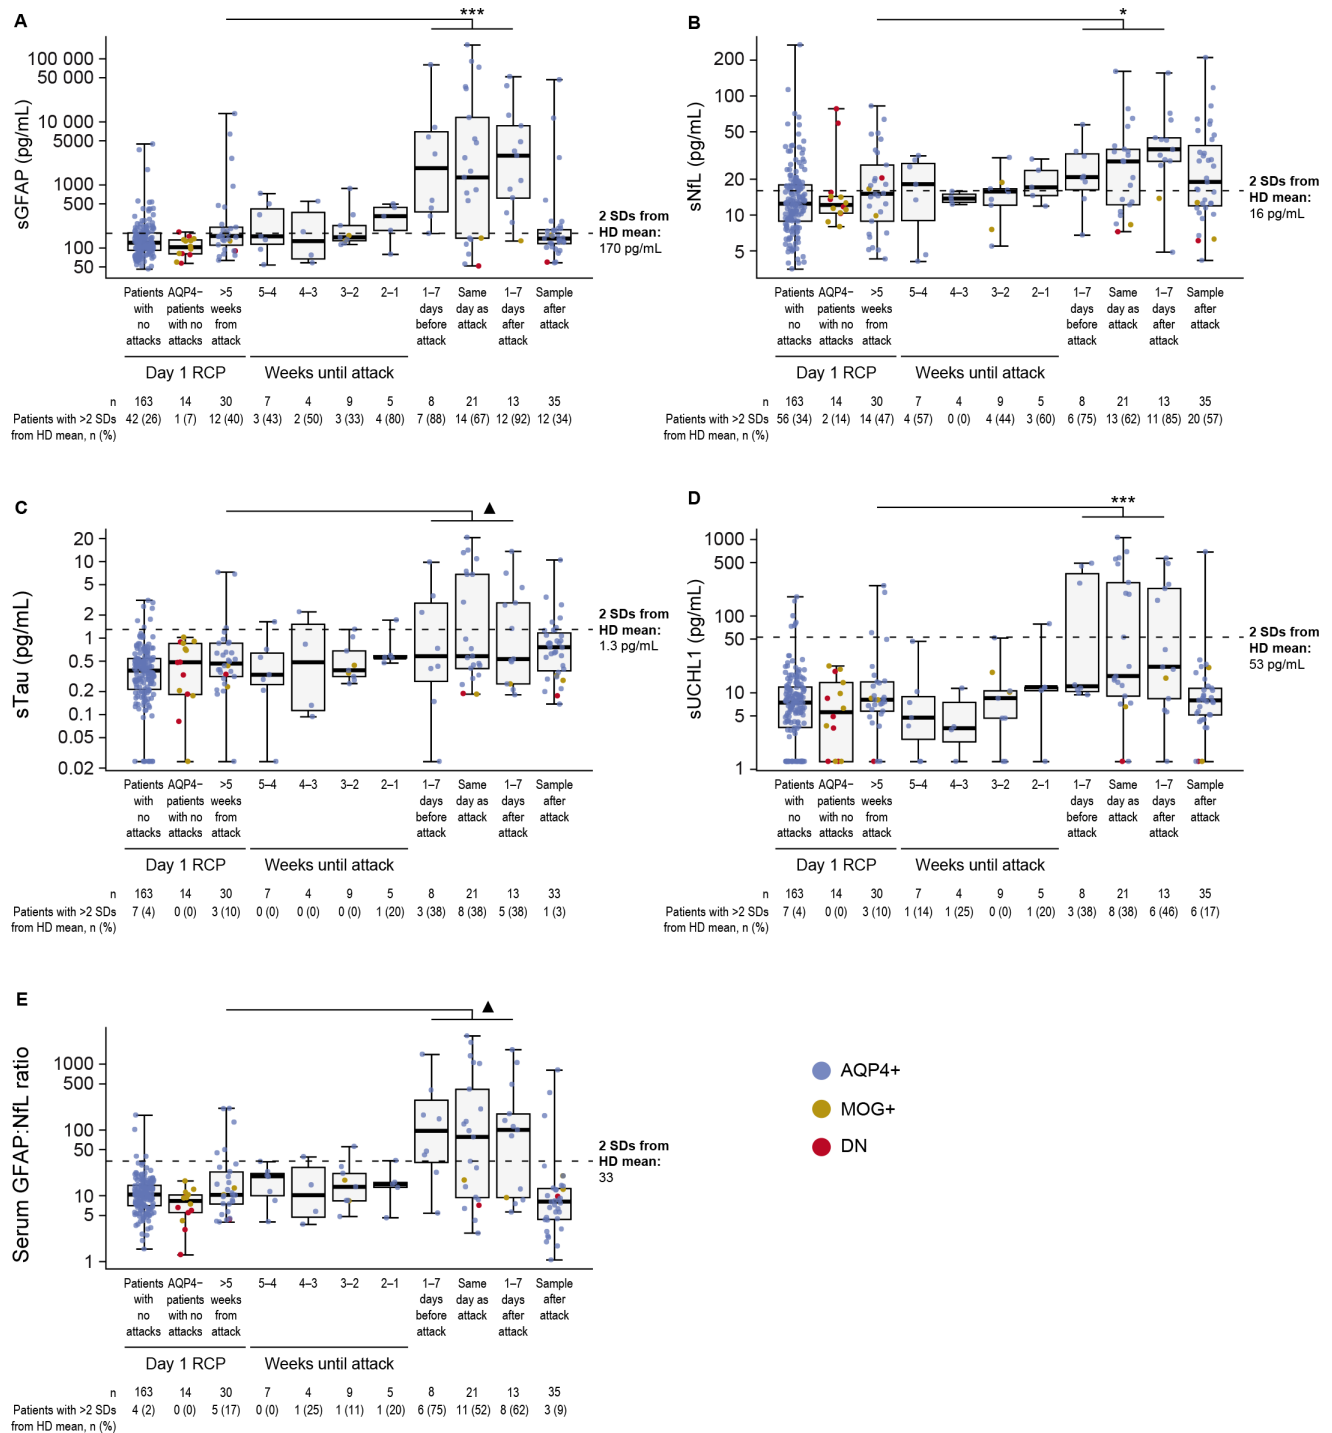 A
***
sGFAP (pg/mL)
100 000
50 000
10 000
5000
1000
500
100
50
2 SDs from
HD mean:
170 pg/mL
Patients with no attacks
AQP4− patients with no attacks
>5 weeks from attack
5–4
4–3
3–2
2–1
1–7 days before attack
Same day as attack
1–7 days after attack
Sample after attack
Day 1 RCP
Weeks until attack
n 163 14 30 7 4 9 5 8 21 13 35
Patients with >2 SDs 42 (26) 1 (7) 12 (40) 3 (43) 2 (50) 3 (33) 4 (80) 7 (88) 14 (67) 12 (92) 12 (34)
from HD mean, n (%)
B
*
sNfL (pg/mL)
200
100
50
20
10
5
2 SDs from
HD mean:
16 pg/mL
Patients with no attacks
AQP4− patients with no attacks
>5 weeks from attack
5–4
4–3
3–2
2–1
1–7 days before attack
Same day as attack
1–7 days after attack
Sample after attack
Day 1 RCP
Weeks until attack
n 163 14 30 7 4 9 5 8 21 13 35
Patients with >2 SDs 56 (34) 2 (14) 14 (47) 4 (57) 0 (0) 4 (44) 3 (60) 6 (75) 13 (62) 11 (85) 20 (57)
from HD mean, n (%)
C
▲
sTau (pg/mL)
20
10
5
2
1
0.5
0.2
0.1
0.05
0.02
2 SDs from
HD mean:
1.3 pg/mL
Patients with no attacks
AQP4− patients with no attacks
>5 weeks from attack
5–4
4–3
3–2
2–1
1–7 days before attack
Same day as attack
1–7 days after attack
Sample after attack
Day 1 RCP
Weeks until attack
n 163 14 30 7 4 9 5 8 21 13 33
Patients with >2 SDs 7 (4) 0 (0) 3 (10) 0 (0) 0 (0) 0 (0) 1 (20) 3 (38) 8 (38) 5 (38) 1 (3)
from HD mean, n (%)
D
***
sUCHL1 (pg/mL)
1000
500
100
50
10
5
1
2 SDs from
HD mean:
53 pg/mL
Patients with no attacks
AQP4− patients with no attacks
>5 weeks from attack
5–4
4–3
3–2
2–1
1–7 days before attack
Same day as attack
1–7 days after attack
Sample after attack
Day 1 RCP
Weeks until attack
n 163 14 30 7 4 9 5 8 21 13 35
Patients with >2 SDs 7 (4) 0 (0) 3 (10) 1 (14) 1 (25) 0 (0) 1 (20) 3 (38) 8 (38) 6 (46) 6 (17)
from HD mean, n (%)
E
▲
Serum GFAP:NfL ratio
1000
500
100
50
10
5
1
2 SDs from
HD mean:
33
Patients with no attacks
AQP4− patients with no attacks
>5 weeks from attack
5–4
4–3
3–2
2–1
1–7 days before attack
Same day as attack
1–7 days after attack
Sample after attack
Day 1 RCP
Weeks until attack
n 163 14 30 7 4 9 5 8 21 13 35
Patients with >2 SDs 4 (2) 0 (0) 5 (17) 0 (0) 1 (25) 1 (11) 1 (20) 6 (75) 11 (52) 8 (62) 3 (9)
from HD mean, n (%)
AQP4+
MOG+
DN